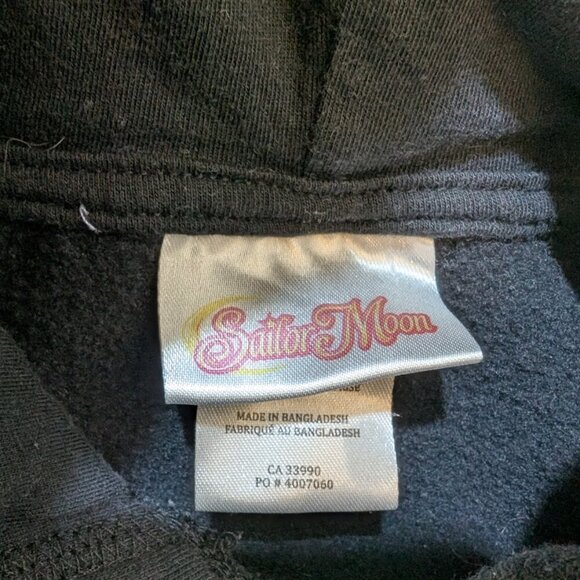 Sailor Moon
MADE IN BANGLADESH
FABRIQUÉ AU BANGLADESH
CA 33990
PO # 4007060